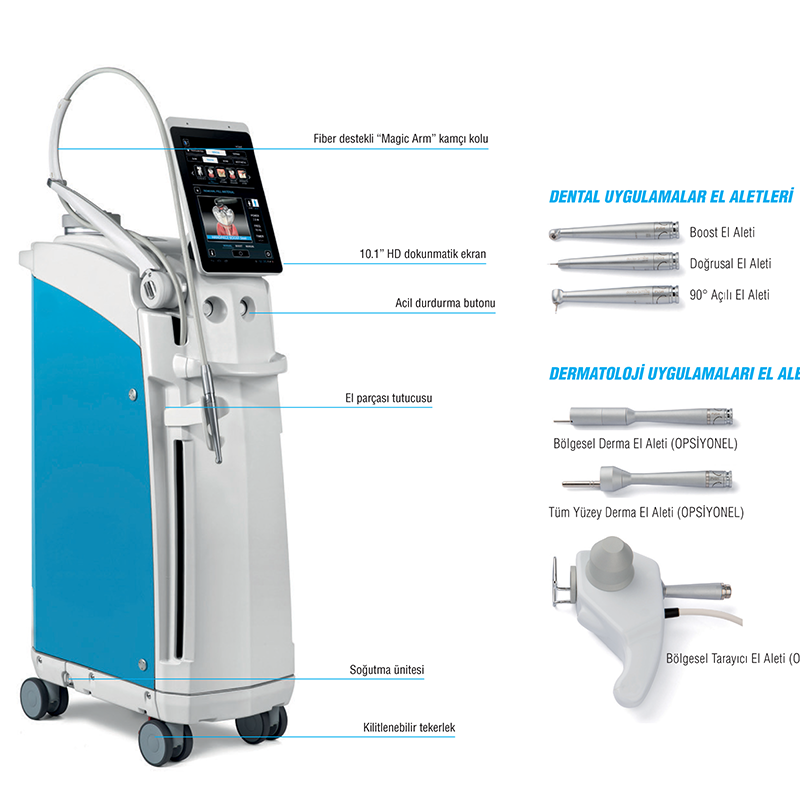 Fiber destekli “Magic Arm” kamçı kolu
10.1” HD dokunmatik ekran
Acil durdurma butonu
El parçası tutucusu
Soğutma ünitesi
Kilitlenebilir tekerlek
DENTAL UYGULAMALAR EL ALETLERİ
Boost El Aleti
Doğrusal El Aleti
90° Açılı El Aleti
DERMATOLOJİ UYGULAMALARI EL ALE
Bölgesel Derma El Aleti (OPSİYONEL)
Tüm Yüzey Derma El Aleti (OPSİYONEL)
Bölgesel Tarayıcı El Aleti (O